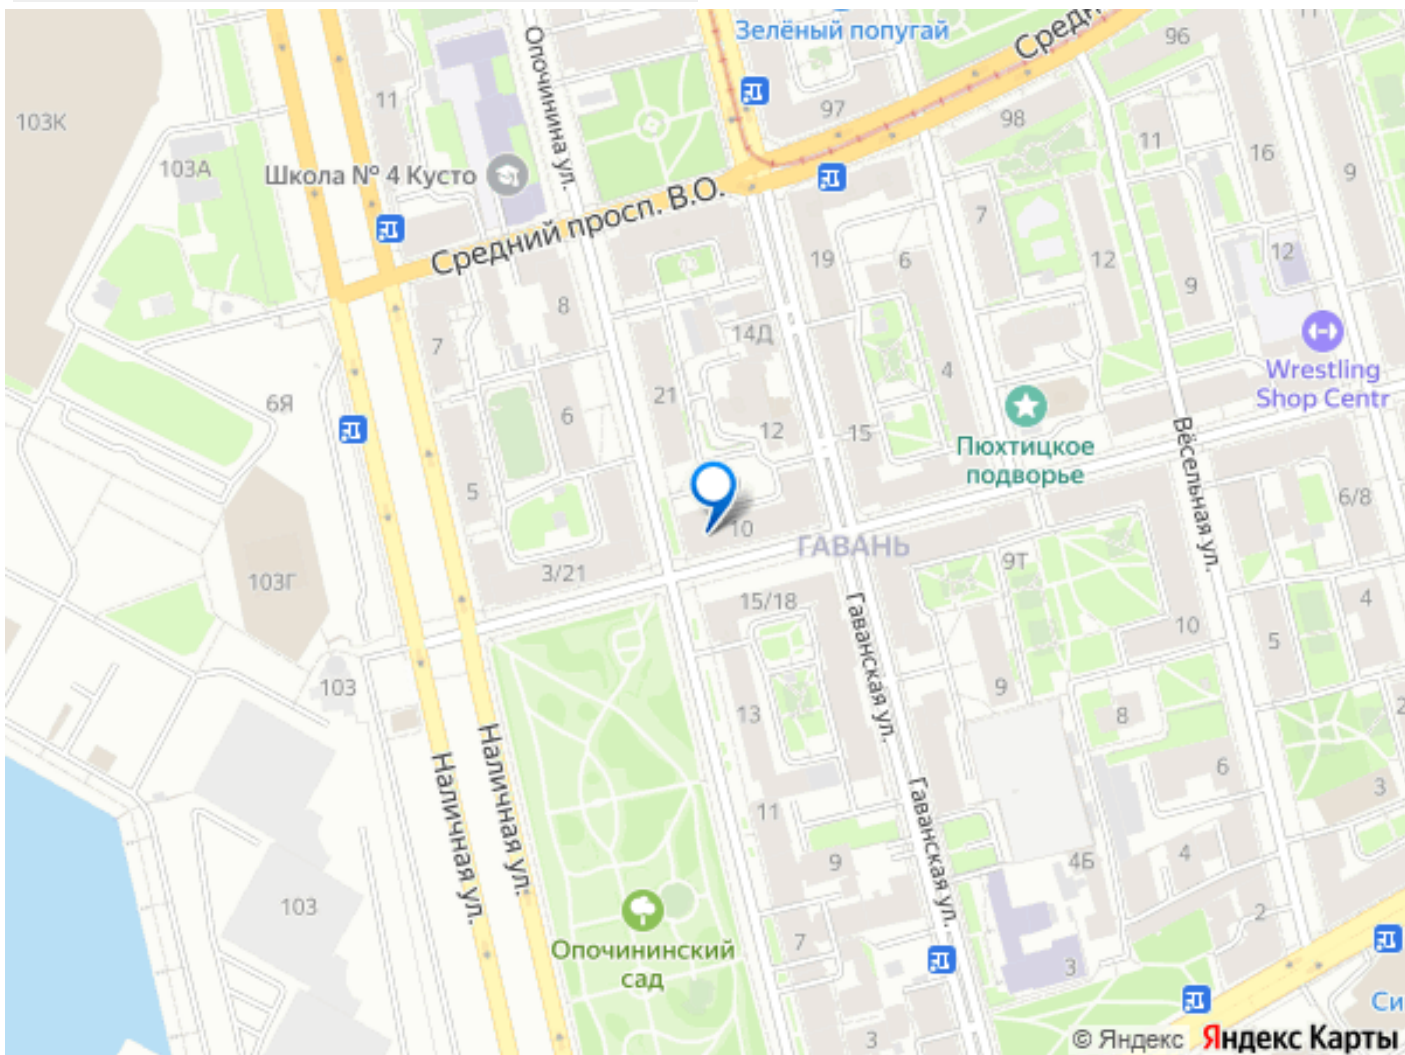 Зелёный попугай
Средн
96
103К
11
Опочинина ул.
97
98
11
16
9
103А
Школа № 4 Кусто
Средний просп. В.О.
7
19
6
12
12
9
8
7
14Д
4
Wrestling
Shop Centr
6Я
21
6
12
15
Пюхтицкое
подворье
Вёсельная ул.
5
10
ГАВАНЬ
6/8
9Т
103Г
3/21
15/18
4
Гаванская ул.
10
5
103
13
9
8
2
Наличная ул.
Наличная ул.
6
3
11
Гаванская ул.
9
4Б
4
103
2
Опочининский
сад
7
3
Си
3
© Яндекс Яндекс Карты